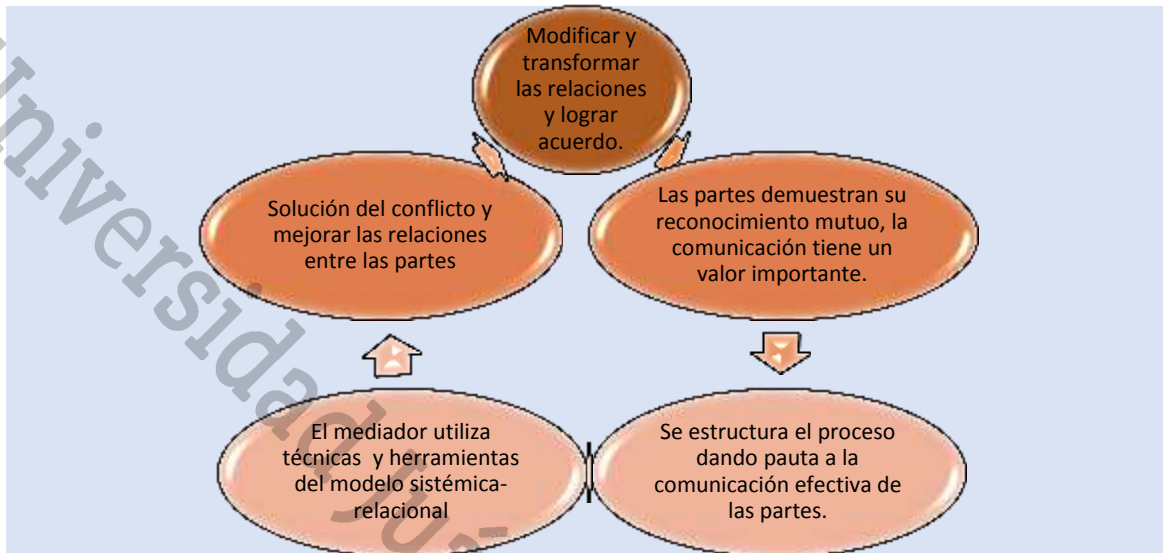 Modificar y
transformar
las relaciones
y lograr
acuerdo.
Las partes demuestran su
reconocimiento mutuo, la
comunicación tiene un
valor importante.
Se estructura el proceso
dando pauta a la
comunicación efectiva de
las partes.
El mediador utiliza
técnicas y herramientas
del modelo sistémica-
relacional
Solución del conflicto y
mejorar las relaciones
entre las partes
Universidad